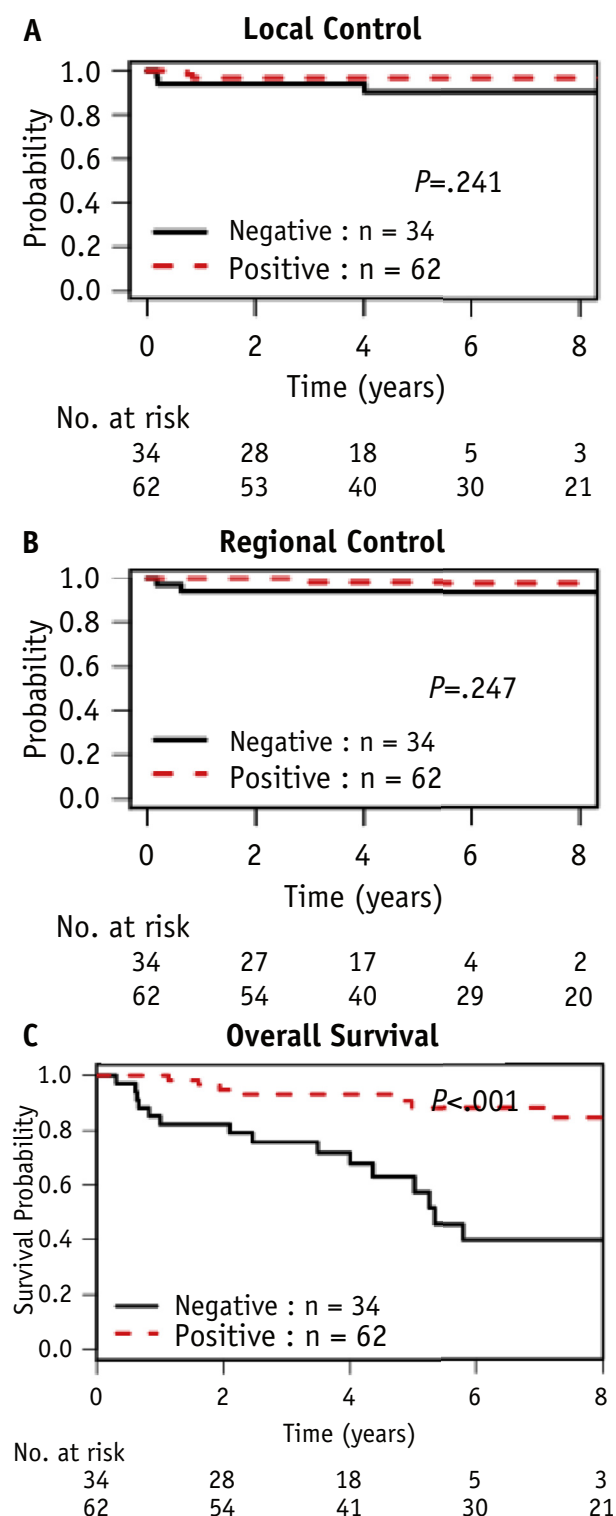 A Local Control
Probability
1.0
0.8
0.6
0.4
0.2
0.0
P=.241
Negative : n = 34
Positive : n = 62
0 2 4 6 8
Time (years)
No. at risk
34 28 18 5 3
62 53 40 30 21
B Regional Control
Probability
1.0
0.8
0.6
0.4
0.2
0.0
P=.247
Negative : n = 34
Positive : n = 62
0 2 4 6 8
Time (years)
No. at risk
34 27 17 4 2
62 54 40 29 20
C Overall Survival
Survival Probability
1.0
0.8
0.6
0.4
0.2
0.0
P<.001
Negative : n = 34
Positive : n = 62
0 2 4 6 8
Time (years)
No. at risk
34 28 18 5 3
62 54 41 30 21